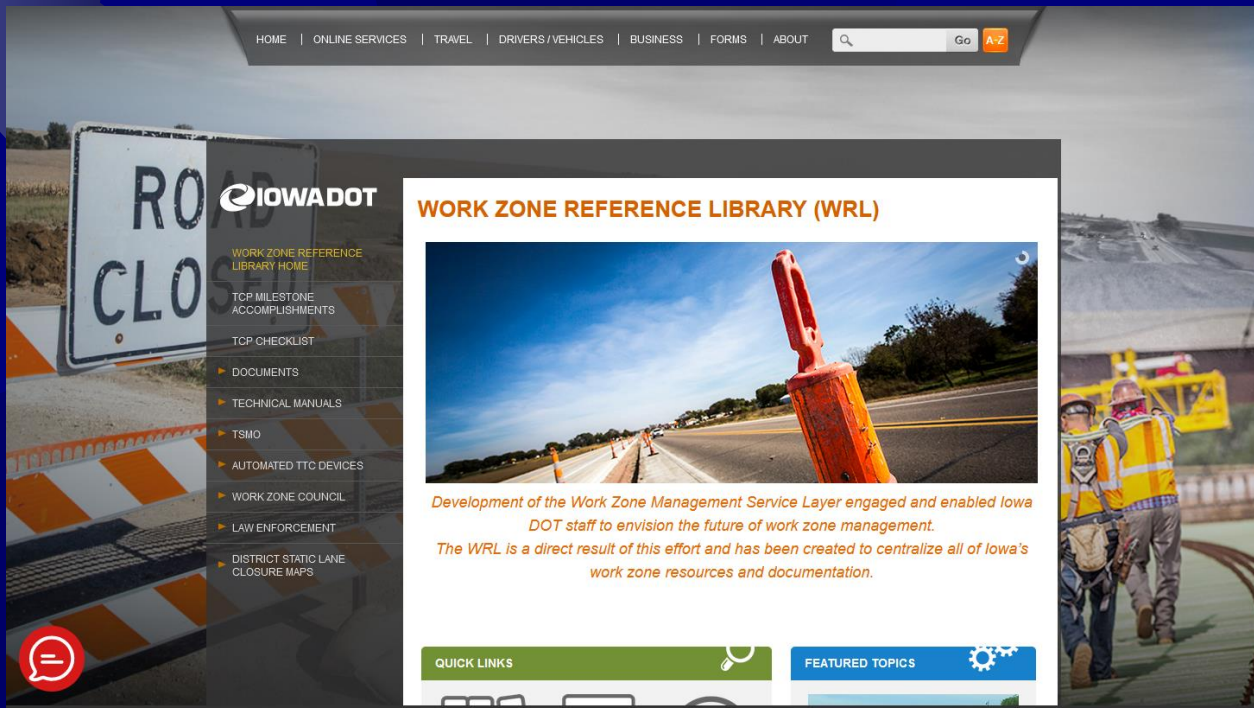 HOME | ONLINE SERVICES | TRAVEL | DRIVERS / VEHICLES | BUSINESS | FORMS | ABOUT
Go
A-Z
ROAD
CLOSED
IOWADOT
WORK ZONE REFERENCE
LIBRARY HOME
TCP MILESTONE
ACCOMPLISHMENTS
TCP CHECKLIST
DOCUMENTS
TECHNICAL MANUALS
TSMO
AUTOMATED TTC DEVICES
WORK ZONE COUNCIL
LAW ENFORCEMENT
DISTRICT STATIC LANE
CLOSURE MAPS
WORK ZONE REFERENCE LIBRARY (WRL)
Development of the Work Zone Management Service Layer engaged and enabled Iowa
DOT staff to envision the future of work zone management.
The WRL is a direct result of this effort and has been created to centralize all of Iowa's
work zone resources and documentation.
QUICK LINKS
FEATURED TOPICS